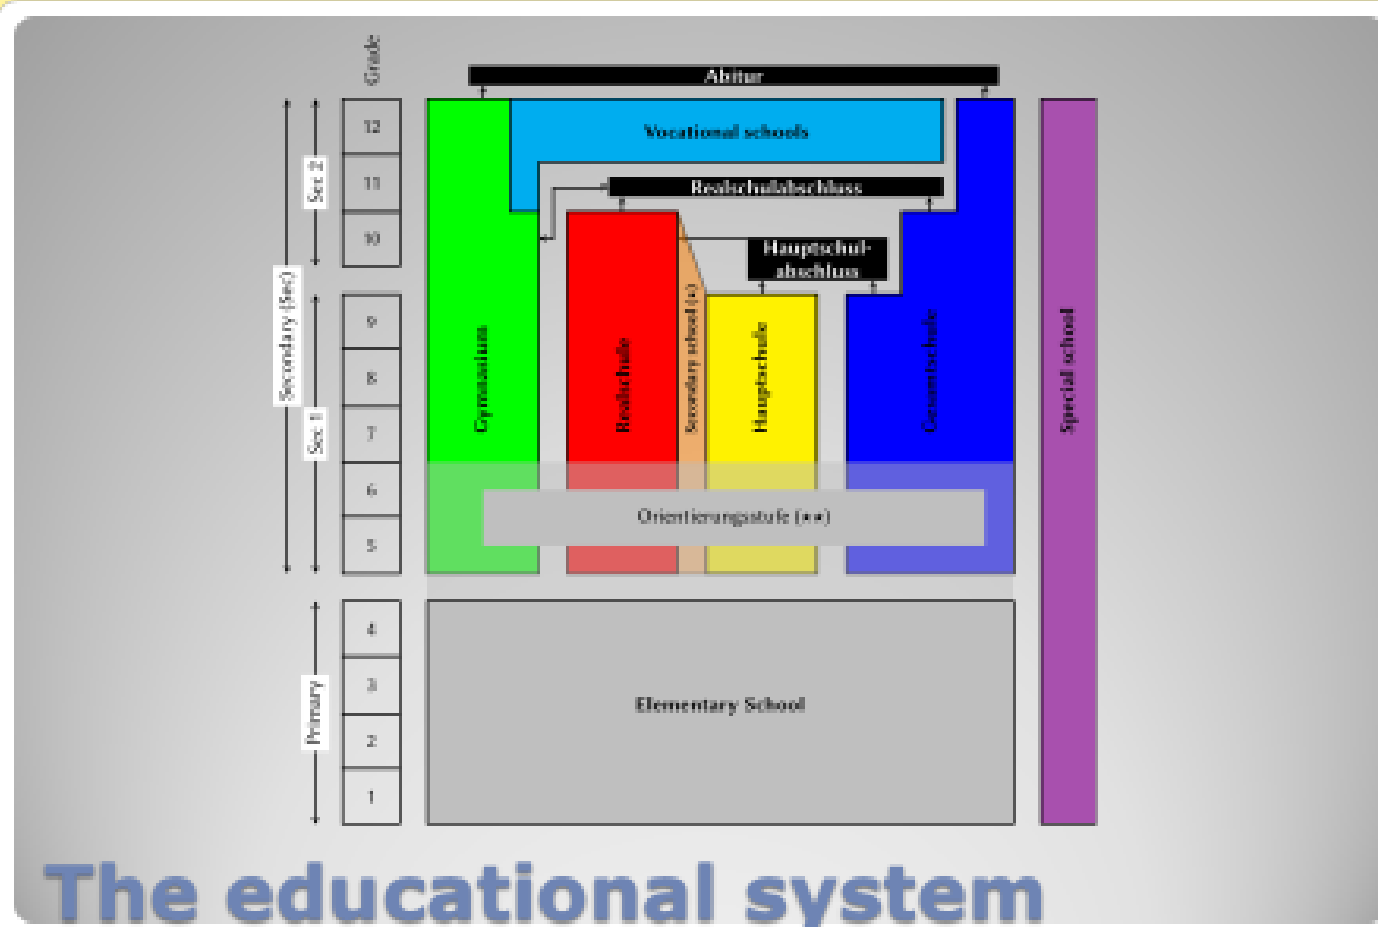 Grade
Abitur
12
Vocational schools
11
Sec 2
Realschulabschluss
10
Hauptschul-
abschluss
Secondary (Sec)
9
8
7
Sec 1
Gymnasium
Realschule
Secondary school (*)
Hauptschule
Gesamtschule
Special school
6
Orientierungsstufe (**)
5
4
3
Elementary School
Primary
2
1
The educational system